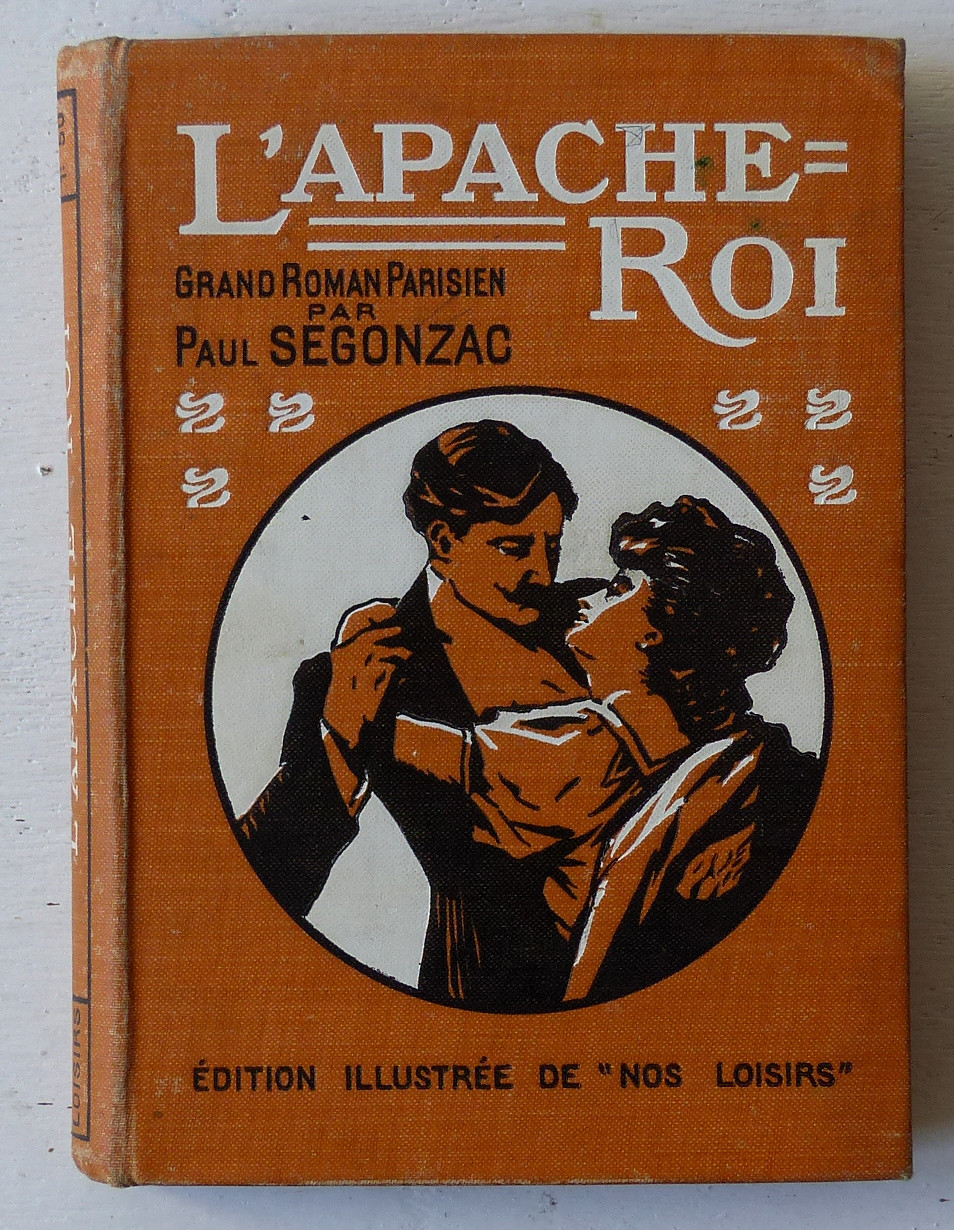 L'APACHE=
ROI
GRAND ROMAN PARISIEN
PAR
PAUL SEGONZAC
ÉDITION ILLUSTRÉE DE "NOS LOISIRS"
L'APACHE-ROI
LOISIRS